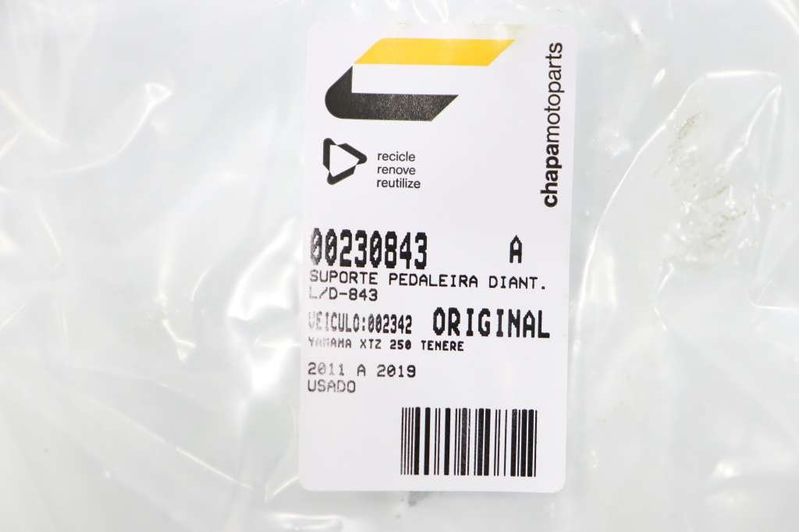 chapamotoparts
recicle
renove
reutilize
00230843 A
SUPORTE PEDALEIRA DIANT.
L/D-843
VEICULO:002342 ORIGINAL
YAMAHA XTZ 250 TENERE
2011 A 2019
USADO